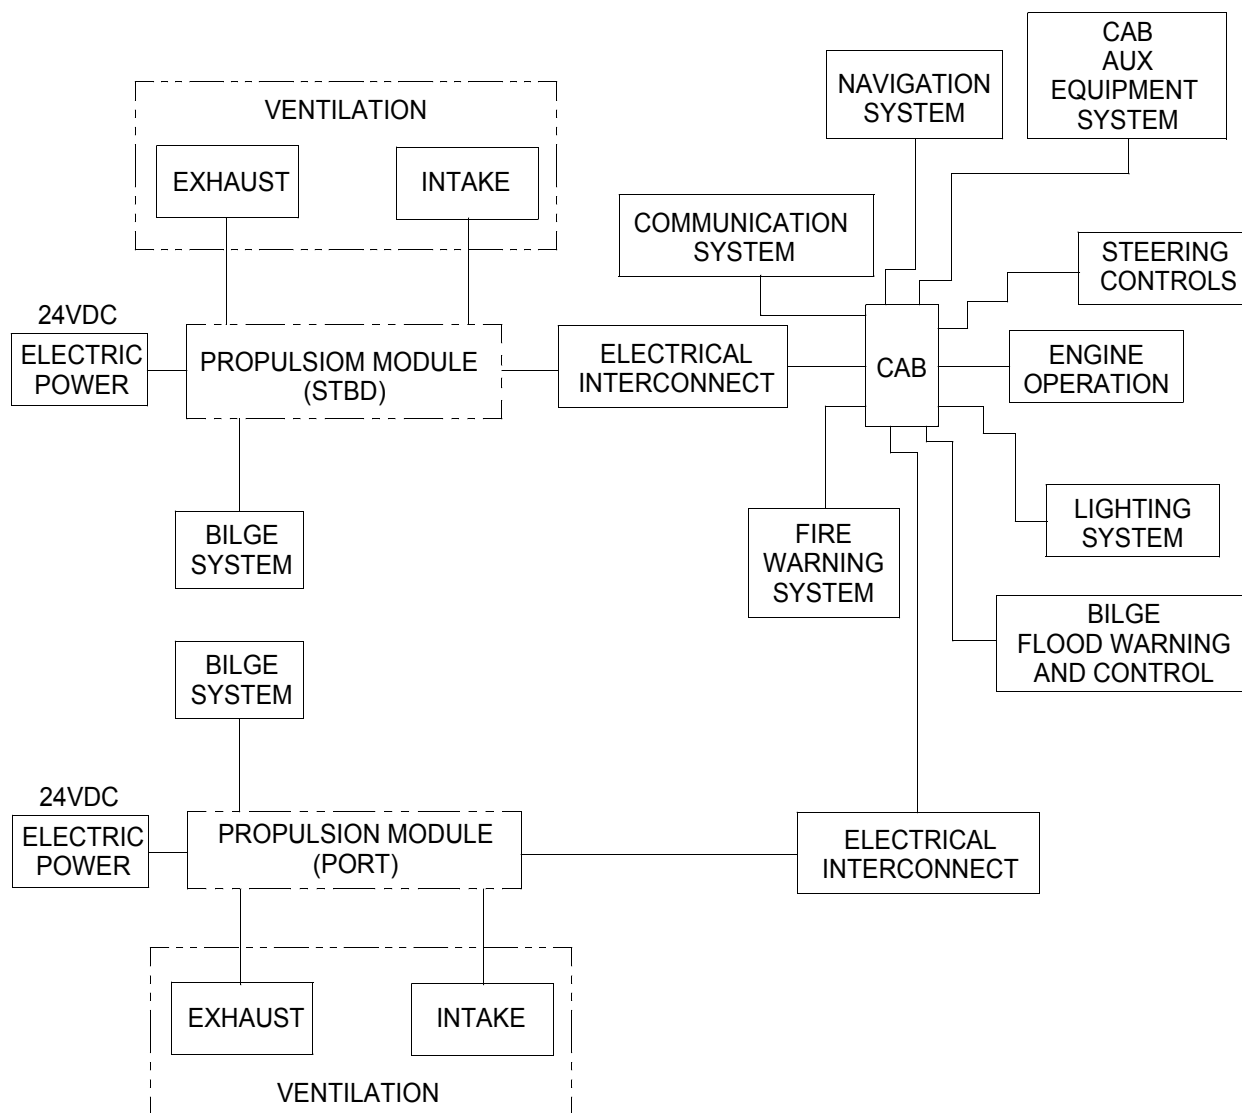 CAB
AUX
EQUIPMENT
SYSTEM
NAVIGATION
SYSTEM
VENTILATION
EXHAUST
INTAKE
COMMUNICATION
SYSTEM
STEERING
CONTROLS
24VDC
ELECTRIC
POWER
PROPULSIOM MODULE
(STBD)
ELECTRICAL
INTERCONNECT
CAB
ENGINE
OPERATION
BILGE
SYSTEM
FIRE
WARNING
SYSTEM
LIGHTING
SYSTEM
BILGE
FLOOD WARNING
AND CONTROL
BILGE
SYSTEM
24VDC
ELECTRIC
POWER
PROPULSION MODULE
(PORT)
ELECTRICAL
INTERCONNECT
EXHAUST
INTAKE
VENTILATION